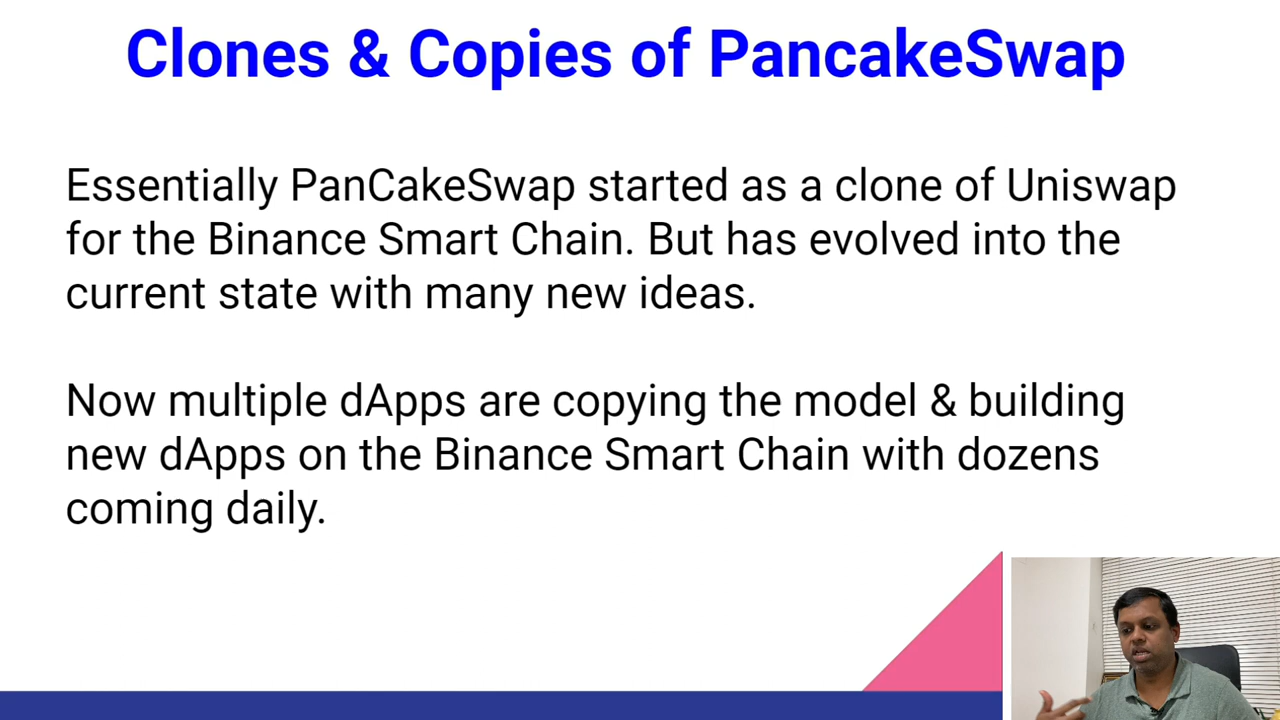 Clones & Copies of PancakeSwap
Essentially PanCakeSwap started as a clone of Uniswap
for the Binance Smart Chain. But has evolved into the
current state with many new ideas.
Now multiple dApps are copying the model & building
new dApps on the Binance Smart Chain with dozens
coming daily.